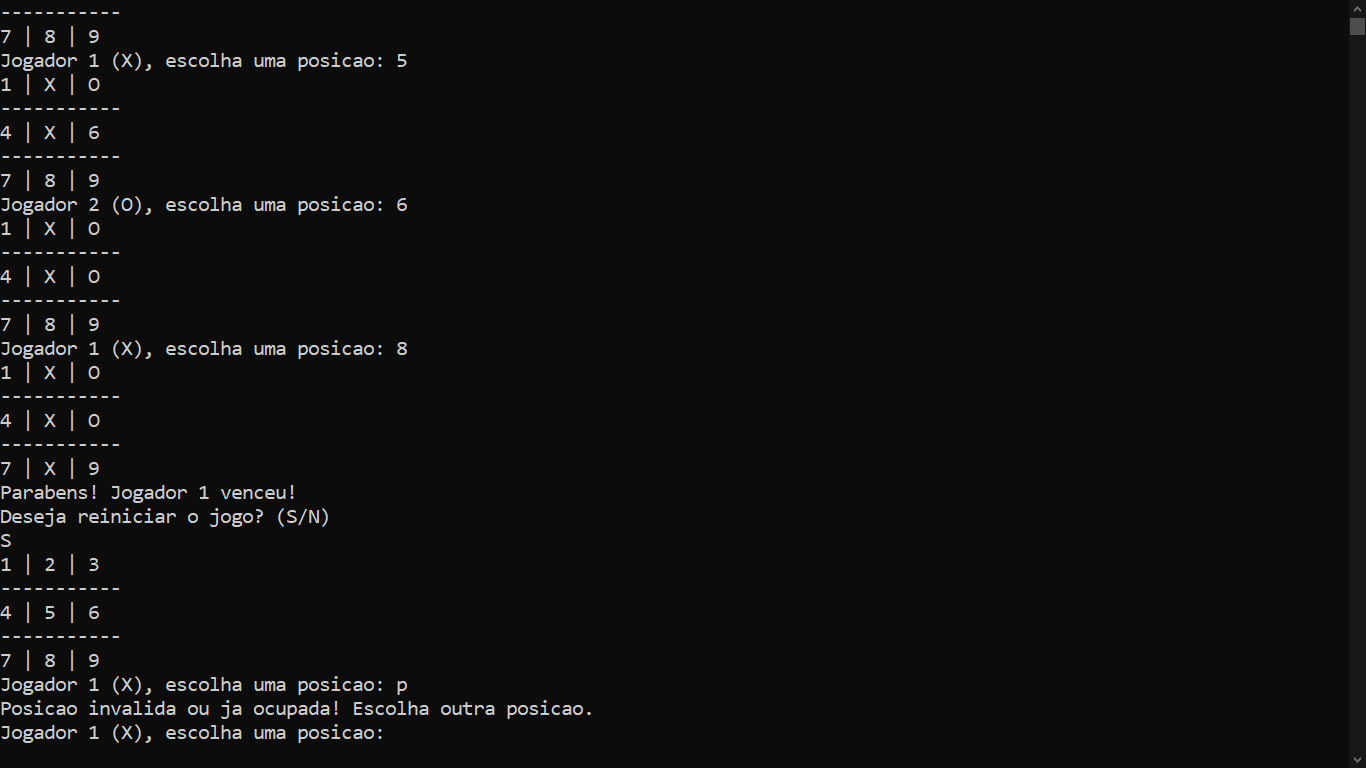 -----------
7 | 8 | 9
Jogador 1 (X), escolha uma posicao: 5
1 | X | O
-----------
4 | X | 6
-----------
7 | 8 | 9
Jogador 2 (O), escolha uma posicao: 6
1 | X | O
-----------
4 | X | O
-----------
7 | 8 | 9
Jogador 1 (X), escolha uma posicao: 8
1 | X | O
-----------
4 | X | O
-----------
7 | X | 9
Parabens! Jogador 1 venceu!
Deseja reiniciar o jogo? (S/N)
S
1 | 2 | 3
-----------
4 | 5 | 6
-----------
7 | 8 | 9
Jogador 1 (X), escolha uma posicao: p
Posicao invalida ou ja ocupada! Escolha outra posicao.
Jogador 1 (X), escolha uma posicao: